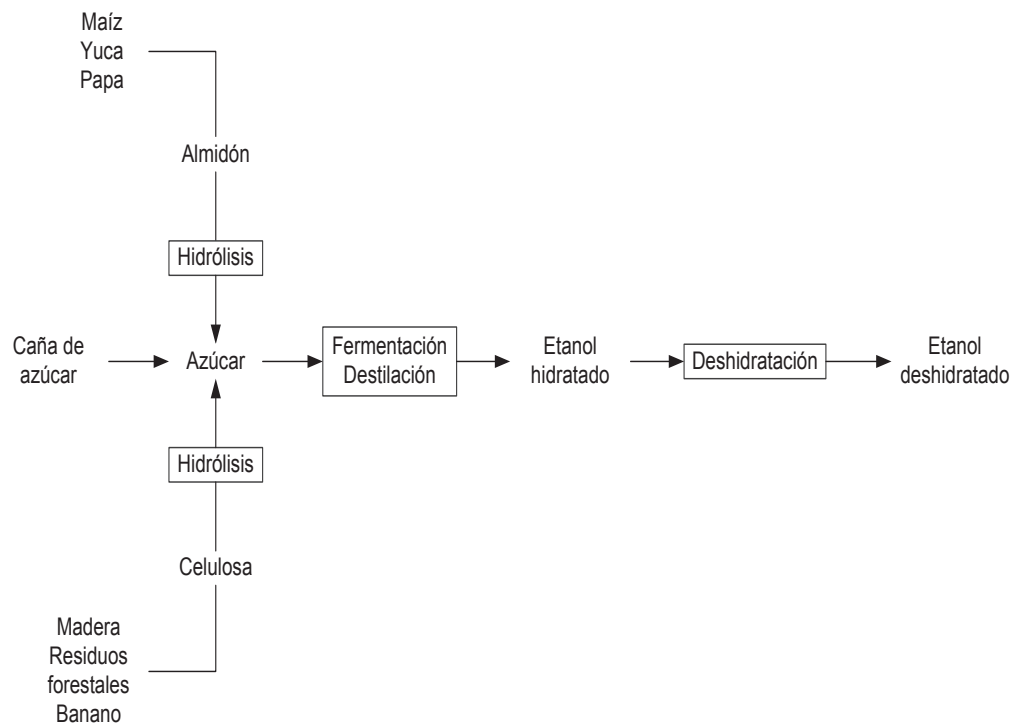 Maíz
Yuca
Papa
Almidón
Hidrólisis
Caña de
azúcar
Azúcar
Fermentación
Destilación
Etanol
hidratado
Deshidratación
Etanol
deshidratado
Hidrólisis
Celulosa
Madera
Residuos
forestales
Banano